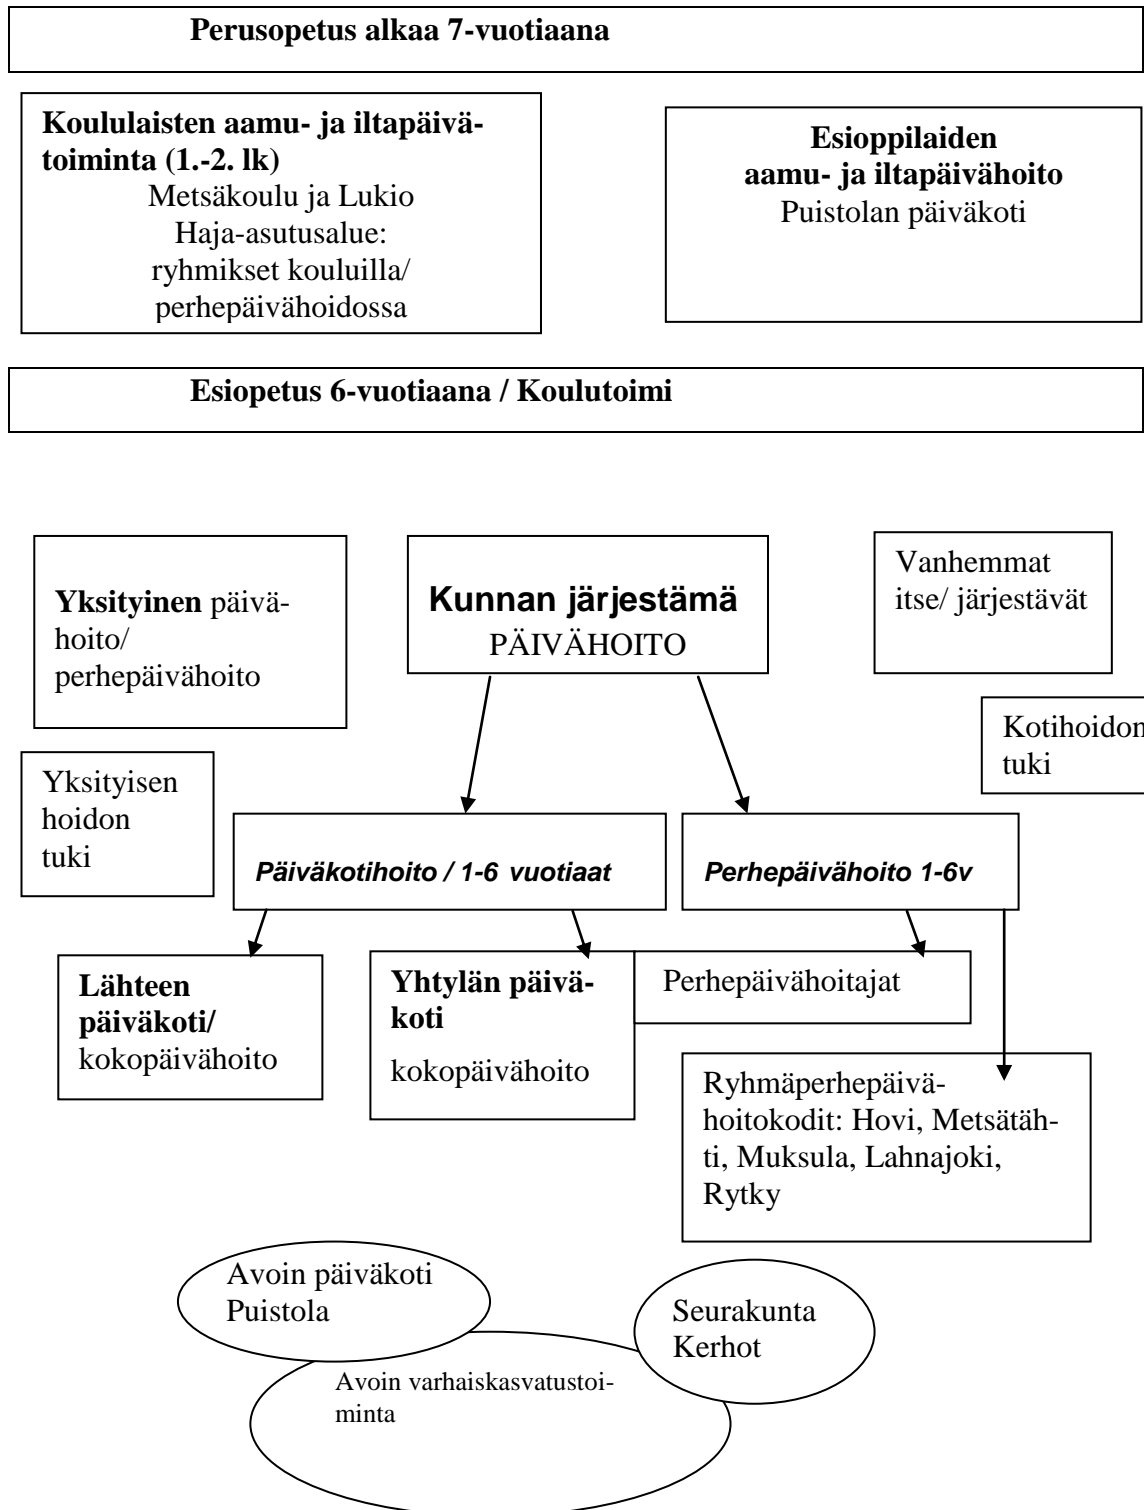 Perusopetus alkaa 7-vuotiaana
Koululaisten aamu- ja iltapäivä-
toiminta (1.-2. lk)
Metsäkoulu ja Lukio
Haja-asutusalue:
ryhmikset kouluilla/
perhepäivähoidossa
Esioppilaiden
aamu- ja iltapäivähoito
Puistolan päiväkoti
Esiopetus 6-vuotiaana / Koulutoimi
Yksityinen päivä-
hoito/
perhepäivähoito
Kunnan järjestämä
PÄIVÄHOITO
Vanhemmat
itse/ järjestävät
Kotihoidon
tuki
Yksityisen
hoidon
tuki
Päiväkotihoito / 1-6 vuotiaat
Perhepäivähoito 1-6v
Lähteen
päiväkoti/
kokopäivähoito
Yhtylän päivä-
koti
kokopäivähoito
Perhepäivähoitajat
Ryhmäperhepäivä-
hoitokodit: Hovi, Metsätäh-
ti, Muksula, Lahnajoki,
Rytky
Avoin päiväkoti
Puistola
Seurakunta
Kerhot
Avoin varhaiskasvatustoi-
minta